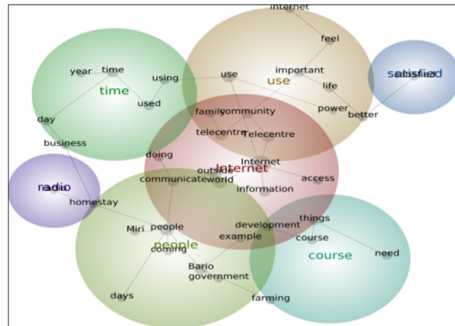 internet
feel
year time
time
using
use
important
use
satisfied
life
used
family community
power
better
day
telecentre Telecentre
business
doing
Internet
Internet
outside
communicate world
access
radio
information
homestay
things
people
development
Miri
example
course
people
coming
course
need
Bario
government
days
farming